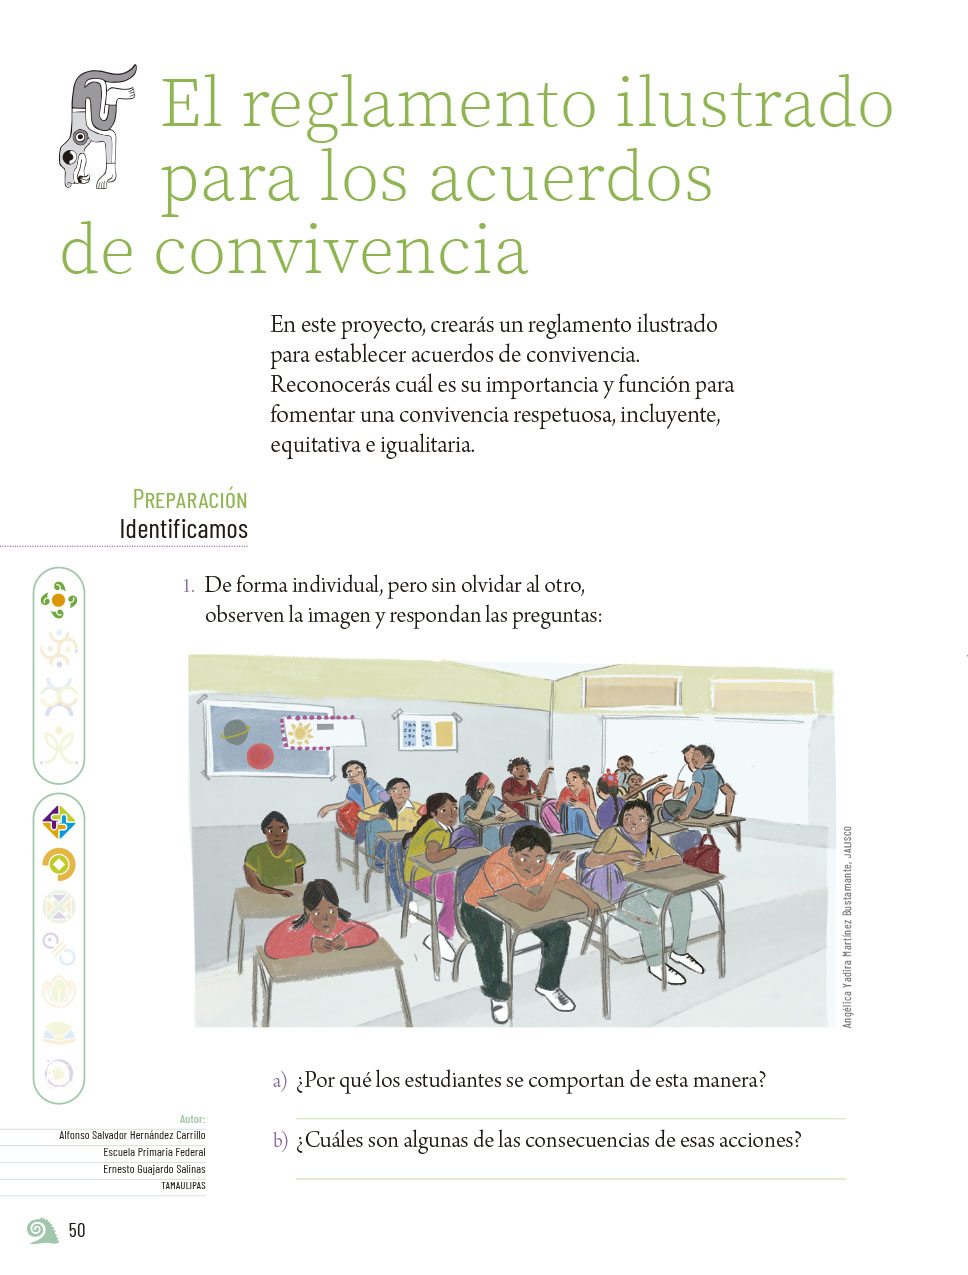 El reglamento ilustrado
para los acuerdos
de convivencia
En este proyecto, crearás un reglamento ilustrado
para establecer acuerdos de convivencia.
Reconocerás cuál es su importancia y función para
fomentar una convivencia respetuosa, incluyente,
equitativa e igualitaria.
PREPARACIÓN
Identificamos
1. De forma individual, pero sin olvidar al otro,
observen la imagen y respondan las preguntas:
Angélica Yadira Martínez Bustamante, JALISCO
a) ¿Por qué los estudiantes se comportan de esta manera?
b) ¿Cuáles son algunas de las consecuencias de esas acciones?
Autor:
Alfonso Salvador Hernández Carrillo
Escuela Primaria Federal
Ernesto Guajardo Salinas
TAMAULIPAS
50